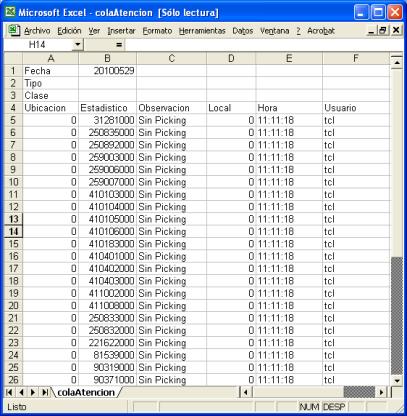 Microsoft Excel - colaAtencion [Sólo lectura]
Archivo Edición Ver Insertar Formato Herramientas Datos Ventana ? Acrobat
H14 =
A B C D E F
1 Fecha 20100529
2 Tipo
3 Clase
4 Ubicacion Estadistico Observacion Local Hora Usuario
5 0 31281000 Sin Picking 0 11:11:18 tcl
6 0 250835000 Sin Picking 0 11:11:18 tcl
7 0 250892000 Sin Picking 0 11:11:18 tcl
8 0 259003000 Sin Picking 0 11:11:18 tcl
9 0 259006000 Sin Picking 0 11:11:18 tcl
10 0 259007000 Sin Picking 0 11:11:18 tcl
11 0 410103000 Sin Picking 0 11:11:18 tcl
12 0 410104000 Sin Picking 0 11:11:18 tcl
13 0 410105000 Sin Picking 0 11:11:18 tcl
14 0 410106000 Sin Picking 0 11:11:18 tcl
15 0 410183000 Sin Picking 0 11:11:18 tcl
16 0 410401000 Sin Picking 0 11:11:18 tcl
17 0 410402000 Sin Picking 0 11:11:18 tcl
18 0 410403000 Sin Picking 0 11:11:18 tcl
19 0 411002000 Sin Picking 0 11:11:18 tcl
20 0 411008000 Sin Picking 0 11:11:18 tcl
21 0 250833000 Sin Picking 0 11:11:18 tcl
22 0 250832000 Sin Picking 0 11:11:18 tcl
23 0 221622000 Sin Picking 0 11:11:18 tcl
24 0 81539000 Sin Picking 0 11:11:18 tcl
25 0 90319000 Sin Picking 0 11:11:18 tcl
26 0 90371000 Sin Picking 0 11:11:18 tcl
colaAtencion
Listo NUM DESP